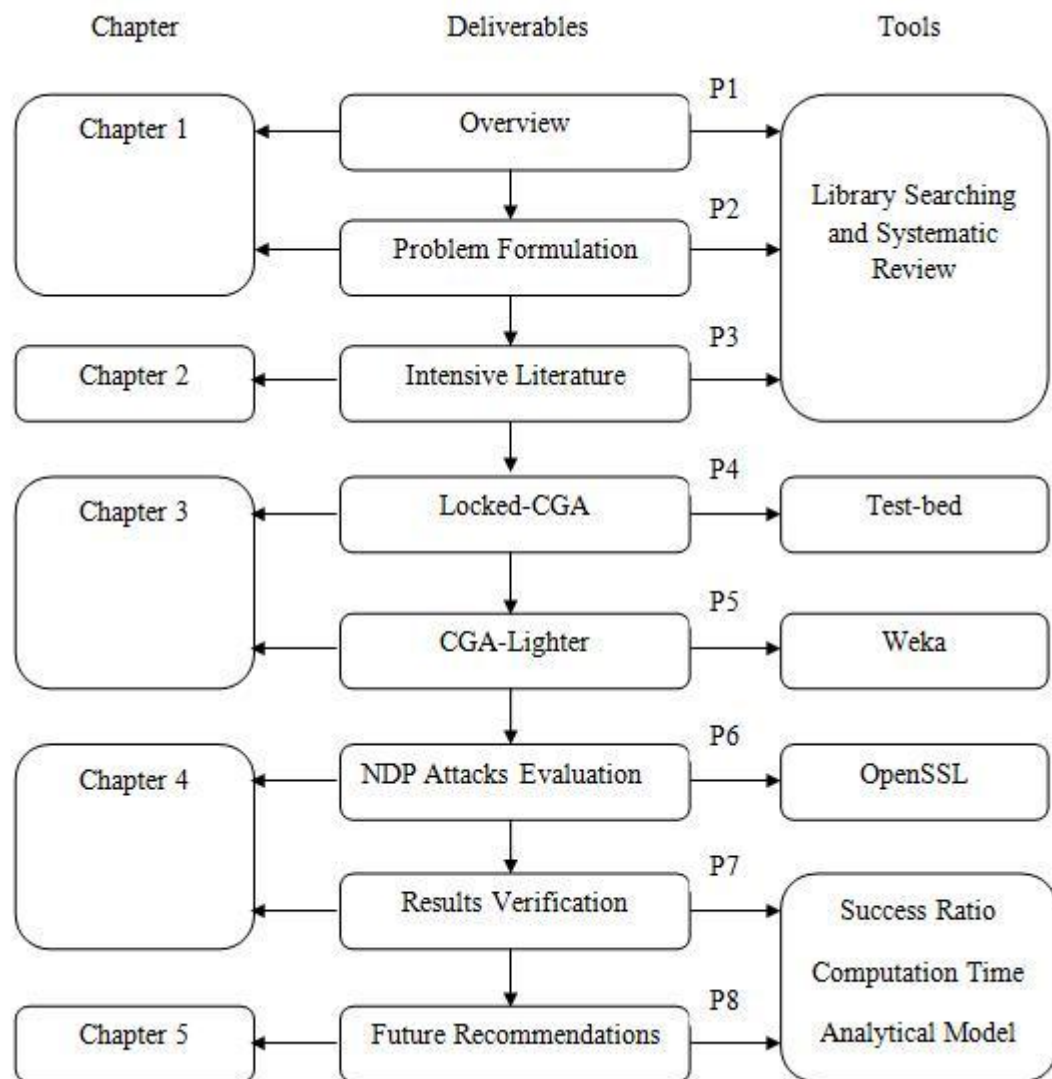 Chapter Deliverables Tools
P1
Chapter 1 Overview
Library Searching
and Systematic
Review
P2
Problem Formulation
P3
Chapter 2 Intensive Literature
P4
Chapter 3 Locked-CGA Test-bed
P5
CGA-Lighter Weka
P6
Chapter 4 NDP Attacks Evaluation OpenSSL
P7
Results Verification Success Ratio
Computation Time
P8
Chapter 5 Future Recommendations Analytical Model